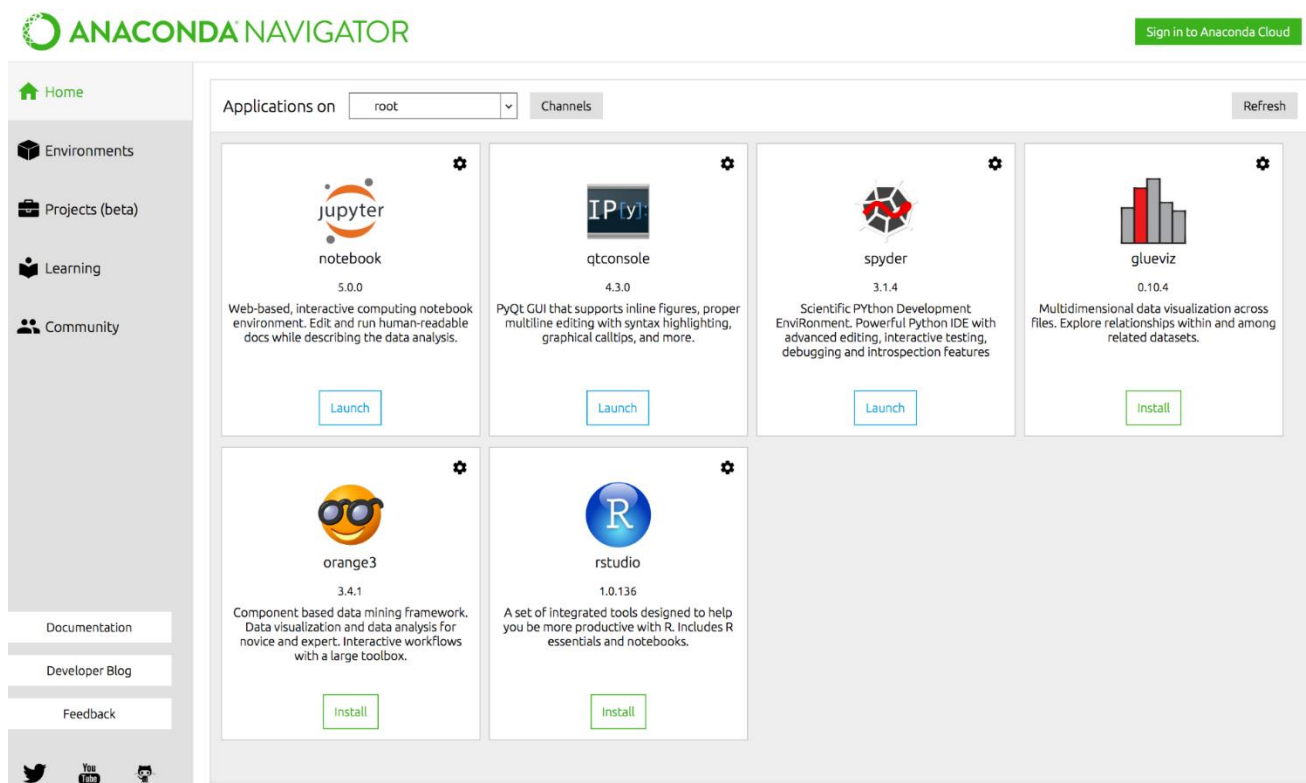 ANACONDA NAVIGATOR
Sign in to Anaconda Cloud
Home
Environments
Projects (beta)
Learning
Community
Documentation
Developer Blog
Feedback
You
Tube
Applications on root Channels Refresh
jupyter
notebook
5.0.0
Web-based, interactive computing notebook
environment. Edit and run human-readable
docs while describing the data analysis.
Launch
IP[y]:
qtconsole
4.3.0
PyQt GUI that supports inline figures, proper
multiline editing with syntax highlighting,
graphical calltips, and more.
Launch
spyder
3.1.4
Scientific PYthon Development
EnviRonment. Powerful Python IDE with
advanced editing, interactive testing,
debugging and introspection features
Launch
glueviz
0.10.4
Multidimensional data visualization across
files. Explore relationships within and among
related datasets.
Install
orange3
3.4.1
Component based data mining framework.
Data visualization and data analysis for
novice and expert. Interactive workflows
with a large toolbox.
Install
R
rstudio
1.0.136
A set of integrated tools designed to help
you be more productive with R. Includes R
essentials and notebooks.
Install